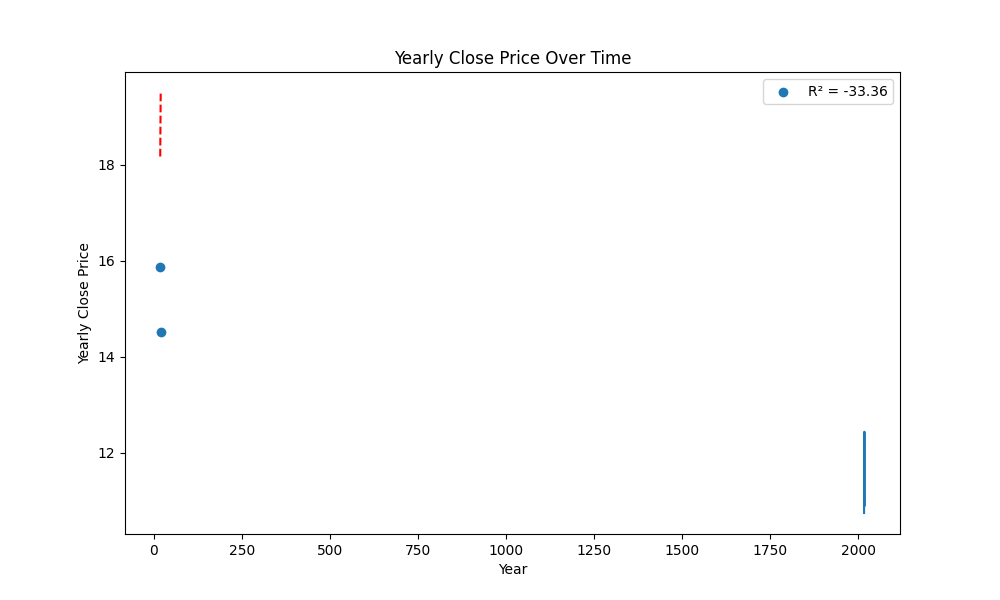 Yearly Close Price Over Time
R² = -33.36
Yearly Close Price
18
16
14
12
0 250 500 750 1000 1250 1500 1750 2000
Year